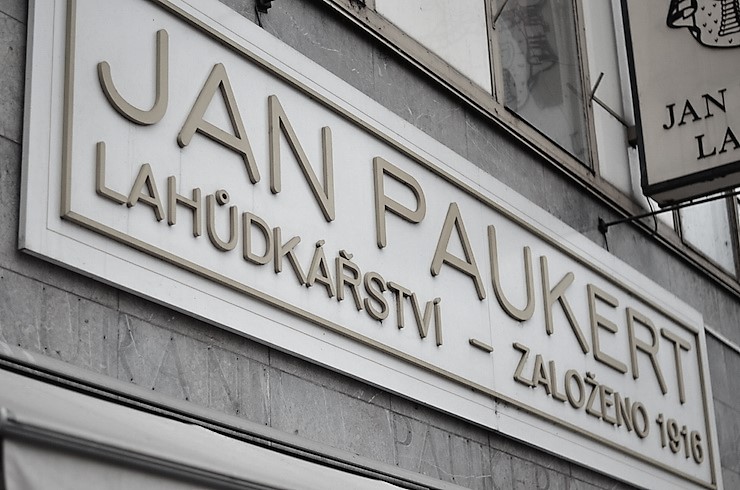 JAN PAUKERT
LAHŮDKÁŘSTVÍ – ZALOŽENO 1916
JAN
LA